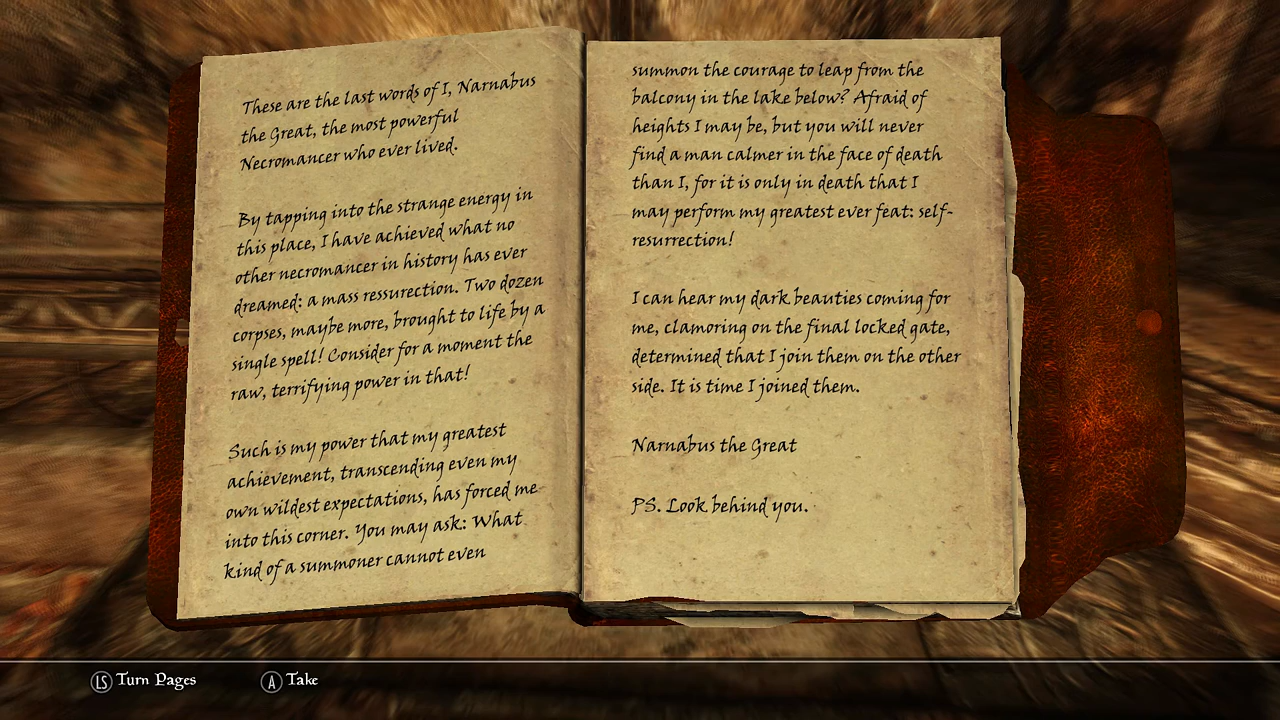 These are the last words of I, Narnabus
the Great, the most powerful
Necromancer who ever lived.
By tapping into the strange energy in
this place, I have achieved what no
other necromancer in history has ever
dreamed: a mass ressurection. Two dozen
corpses, maybe more, brought to life by a
single spell! Consider for a moment the
raw, terrifying power in that!
Such is my power that my greatest
achievement, transcending even my
own wildest expectations, has forced me
into this corner. You may ask: What
kind of a summoner cannot even
summon the courage to leap from the
balcony in the lake below? Afraid of
heights I may be, but you will never
find a man calmer in the face of death
than I, for it is only in death that I
may perform my greatest ever feat: self-
resurrection!
I can hear my dark beauties coming for
me, clamoring on the final locked gate,
determined that I join them on the other
side. It is time I joined them.
Narnabus the Great
PS. Look behind you.
LS Turn Pages
A Take